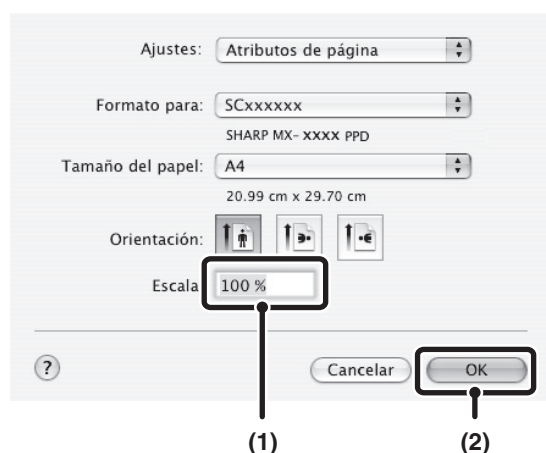 Ajustes: Atributos de página
Formato para: SCxxxxxx
SHARP MX- XXXX PPD
Tamaño del papel: A4
20.99 cm x 29.70 cm
Orientación:
Escala 100 %
? Cancelar OK
(1) (2)